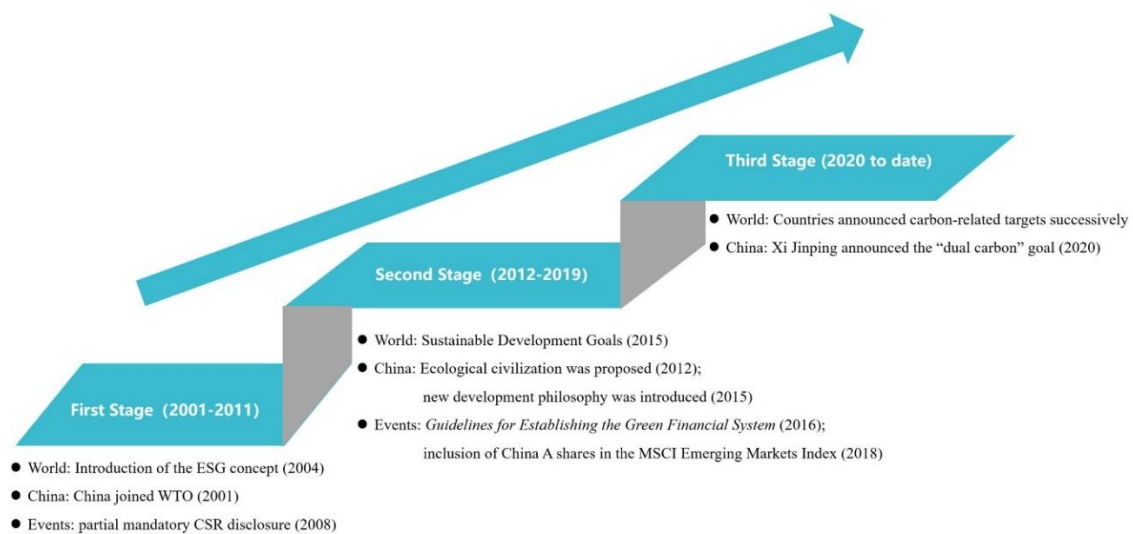 Third Stage (2020 to date)
● World: Countries announced carbon-related targets successively
● China: Xi Jinping announced the “dual carbon” goal (2020)
Second Stage (2012-2019)
● World: Sustainable Development Goals (2015)
● China: Ecological civilization was proposed (2012);
new development philosophy was introduced (2015)
● Events: Guidelines for Establishing the Green Financial System (2016);
inclusion of China A shares in the MSCI Emerging Markets Index (2018)
First Stage (2001-2011)
● World: Introduction of the ESG concept (2004)
● China: China joined WTO (2001)
● Events: partial mandatory CSR disclosure (2008)